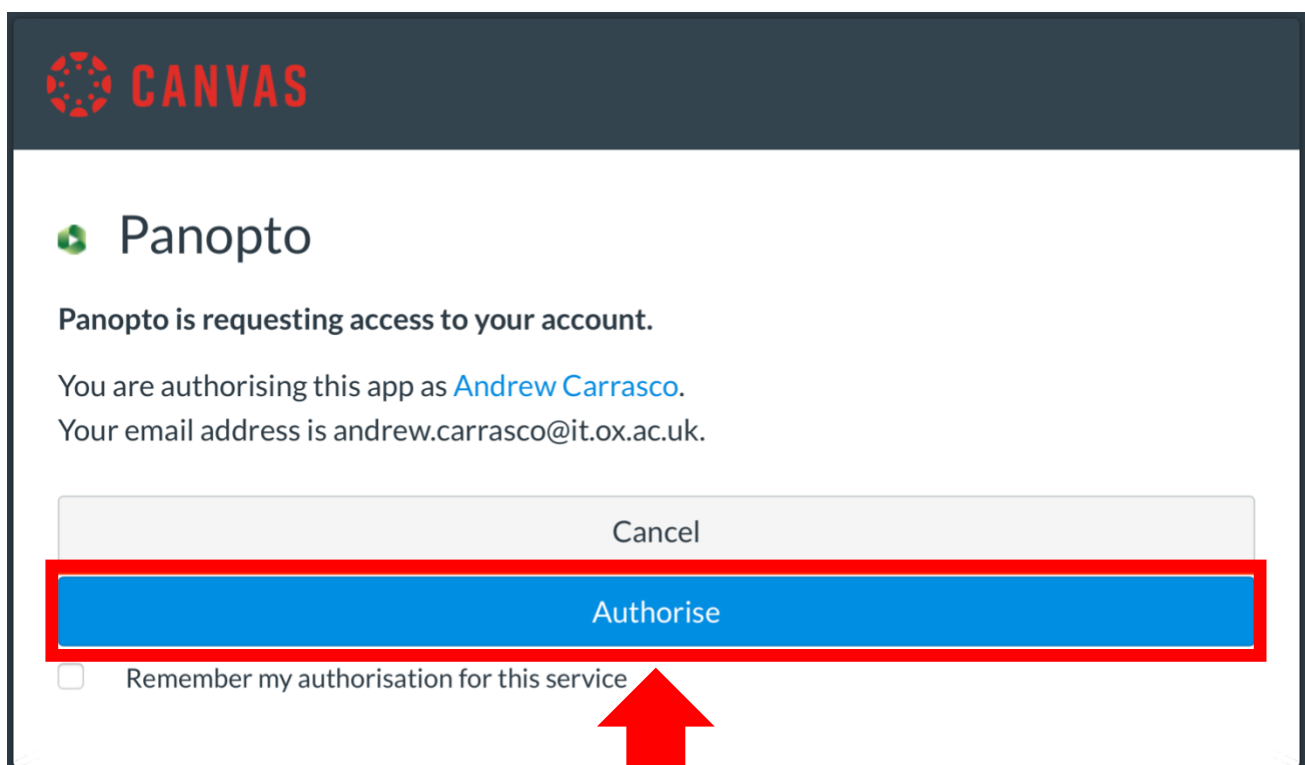 CANVAS
Panopto
Panopto is requesting access to your account.
You are authorising this app as Andrew Carrasco.
Your email address is andrew.carrasco@it.ox.ac.uk.
Cancel
Authorise
Remember my authorisation for this service